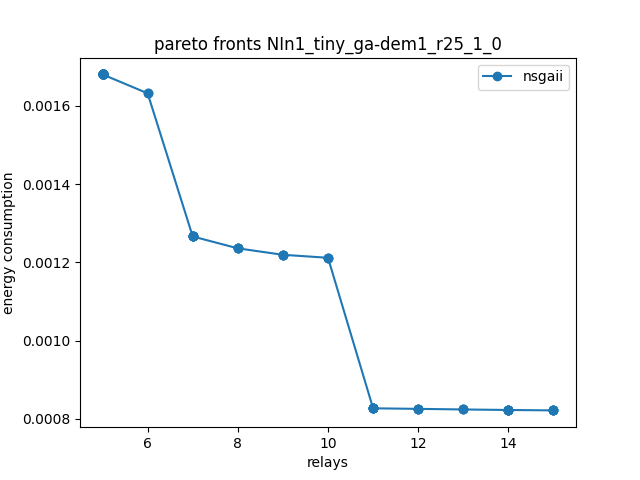 pareto fronts NIn1_tiny_ga-dem1_r25_1_0
nsgaii
energy consumption
0.0016
0.0014
0.0012
0.0010
0.0008
6 8 10 12 14
relays